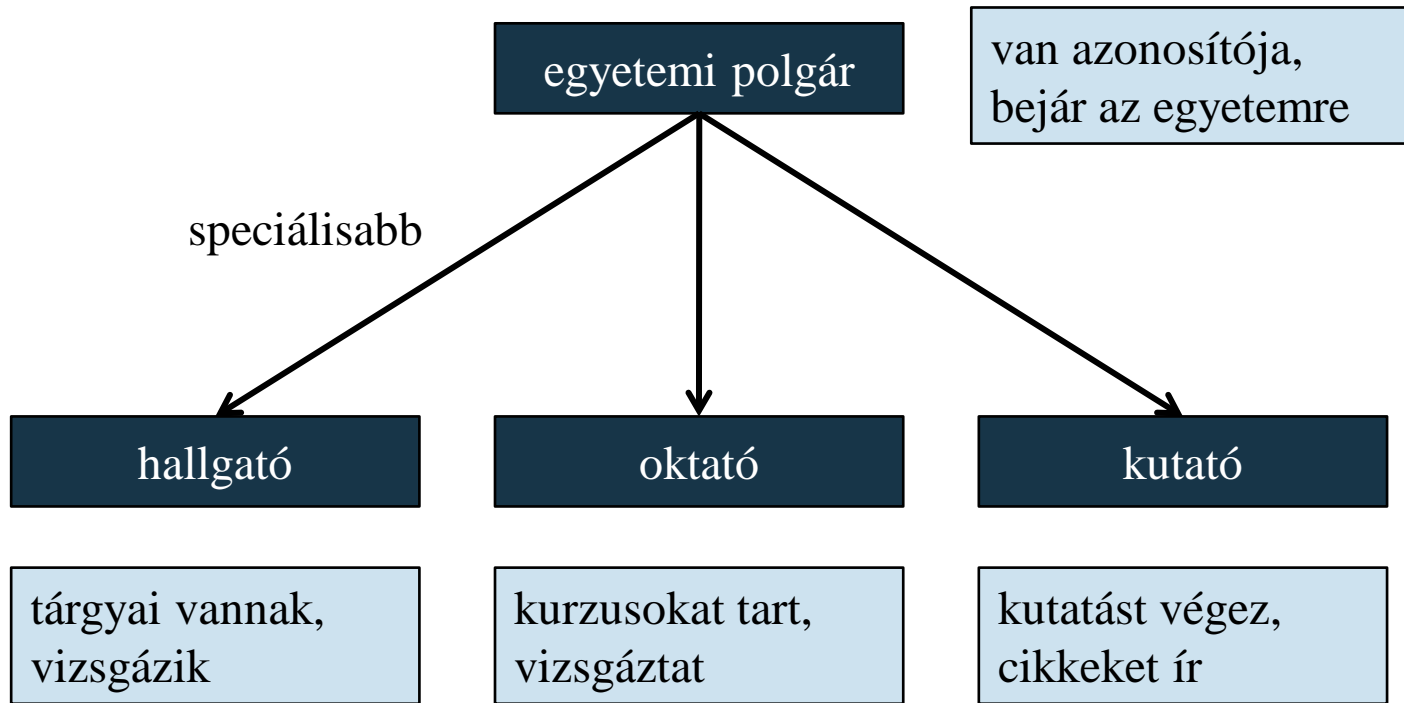 egyetemi polgár
van azonosítója,
bejár az egyetemre
speciálisabb
hallgató
oktató
kutató
tárgyai vannak,
vizsgázik
kurzusokat tart,
vizsgáztat
kutatást végez,
cikkeket ír